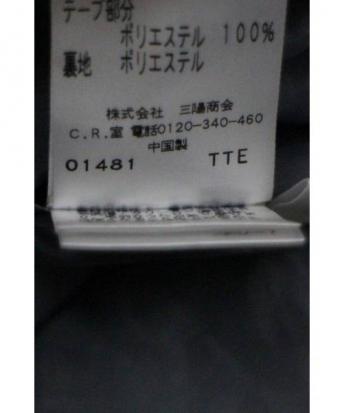 テープ部分
ポリエステル 100%
裏地 ポリエステル
株式会社 三陽商会
C.R.室 電話0120-340-460
中国製
01481 TTE